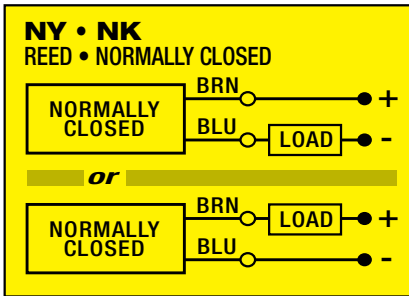 NY • NK
REED • NORMALLY CLOSED
BRN
NORMALLY
CLOSED
+
BLU
LOAD
-
or
BRN
LOAD
+
NORMALLY
CLOSED
BLU
-